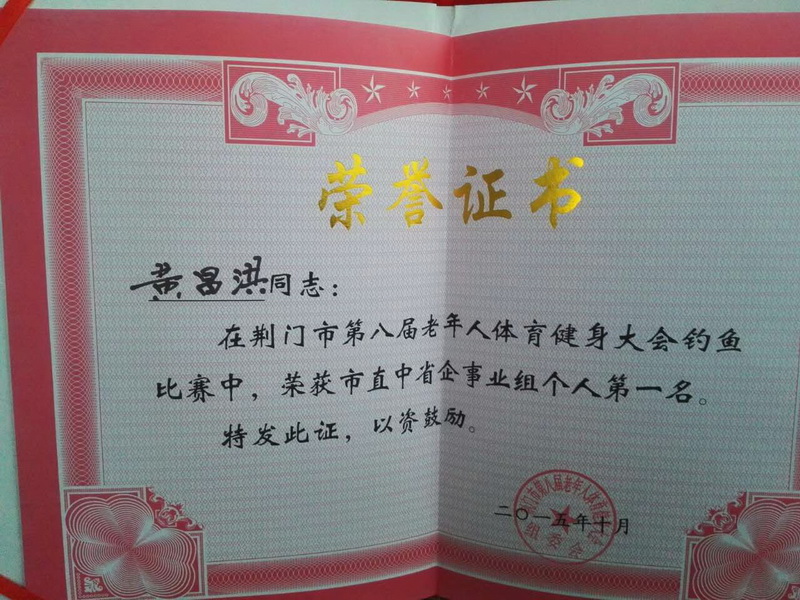 荣誉证书
黄昌洪同志：
在荆门市第八届老年人体育健身大会钓鱼
比赛中，荣获市直中省企事业组个人第一名。
特发此证，以资鼓励。
二〇一五年十月
组委会